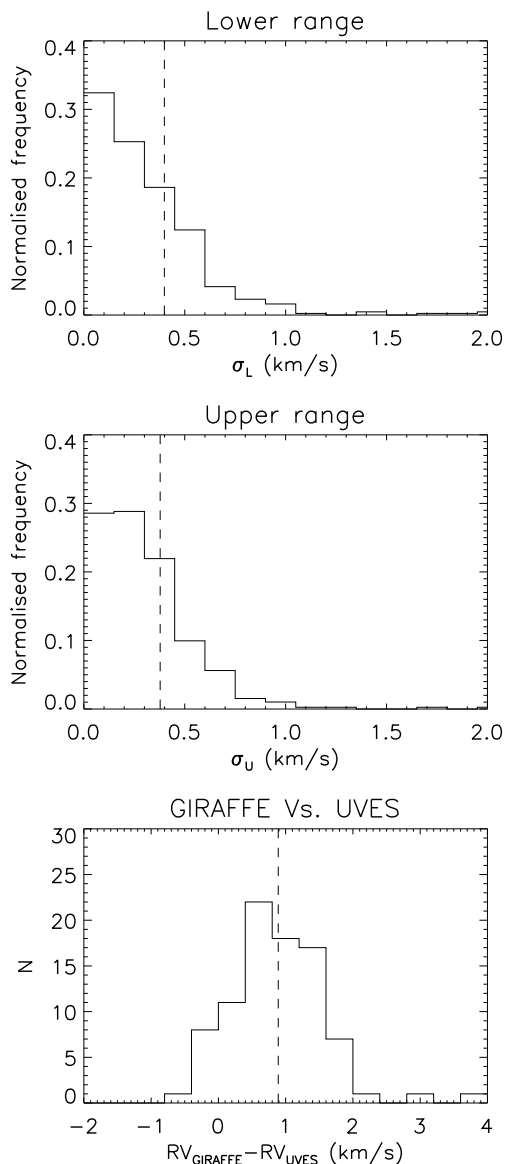 Lower range
0.4
0.3
0.2
0.1
0.0
Normalised frequency
0.0 0.5 1.0 1.5 2.0
σL (km/s)
Upper range
0.4
0.3
0.2
0.1
0.0
Normalised frequency
0.0 0.5 1.0 1.5 2.0
σU (km/s)
GIRAFFE Vs. UVES
30
25
20
15
10
5
0
N
-2 -1 0 1 2 3 4
RVGIRAFFE-RVUVES (km/s)